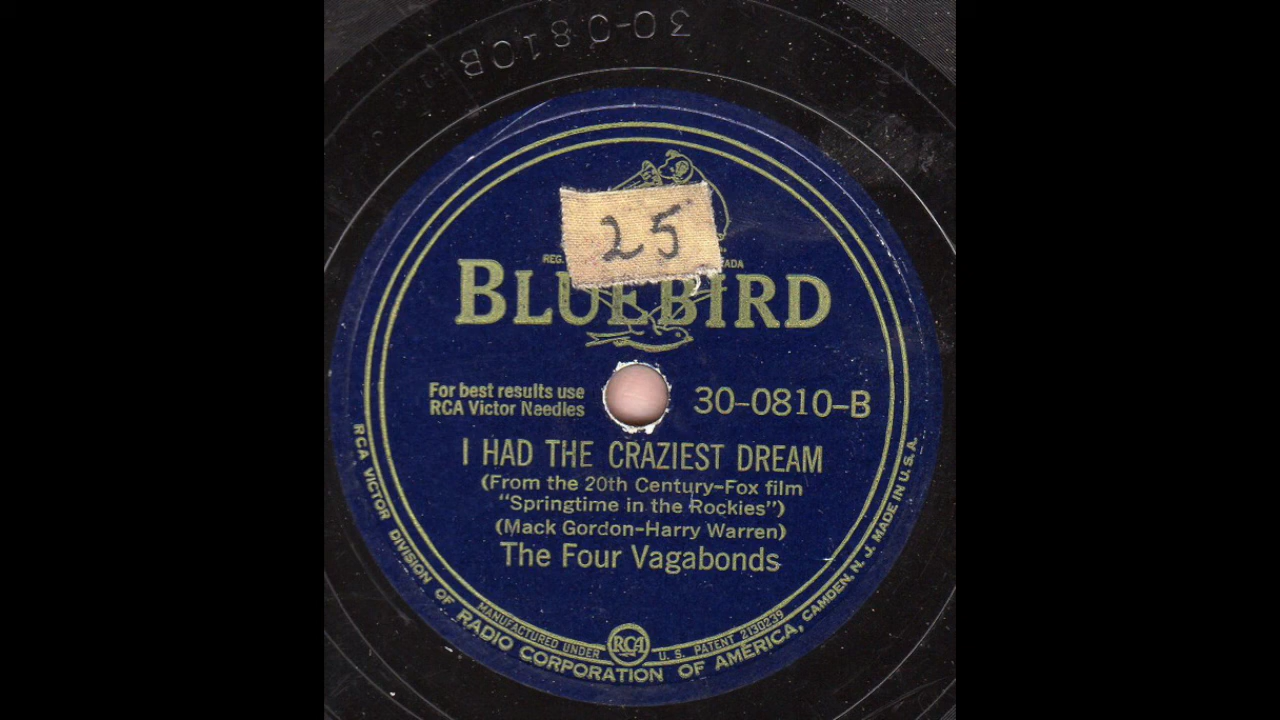 30-0810B
25
REG.
ADA
BLUEBIRD
For best results use
RCA Victor Needles
30-0810-B
I HAD THE CRAZIEST DREAM
(From the 20th Century-Fox film
"Springtime in the Rockies")
(Mack Gordon-Harry Warren)
The Four Vagabonds
MANUFACTURED UNDER RCA U. S. PATENT 2130239
RCA VICTOR DIVISION OF RADIO CORPORATION OF AMERICA, CAMDEN, N. J. MADE IN U. S. A.